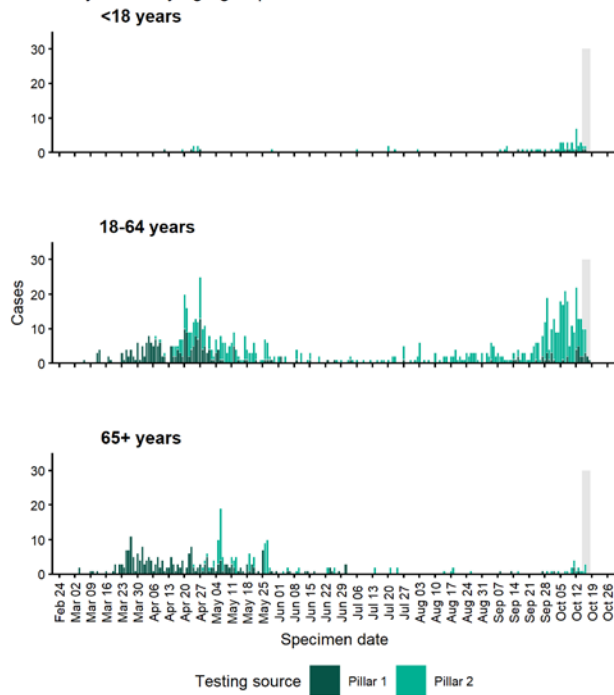 <18 years
30
20
10
0
18-64 years
30
20
10
0
Cases
65+ years
30
20
10
0
Feb 24
Mar 02
Mar 09
Mar 16
Mar 23
Mar 30
Apr 06
Apr 13
Apr 20
Apr 27
May 04
May 11
May 18
May 25
Jun 01
Jun 08
Jun 15
Jun 22
Jun 29
Jul 06
Jul 13
Jul 20
Jul 27
Aug 03
Aug 10
Aug 17
Aug 24
Aug 31
Sep 07
Sep 14
Sep 21
Sep 28
Oct 05
Oct 12
Oct 19
Oct 26
Specimen date
Testing source Pillar 1 Pillar 2